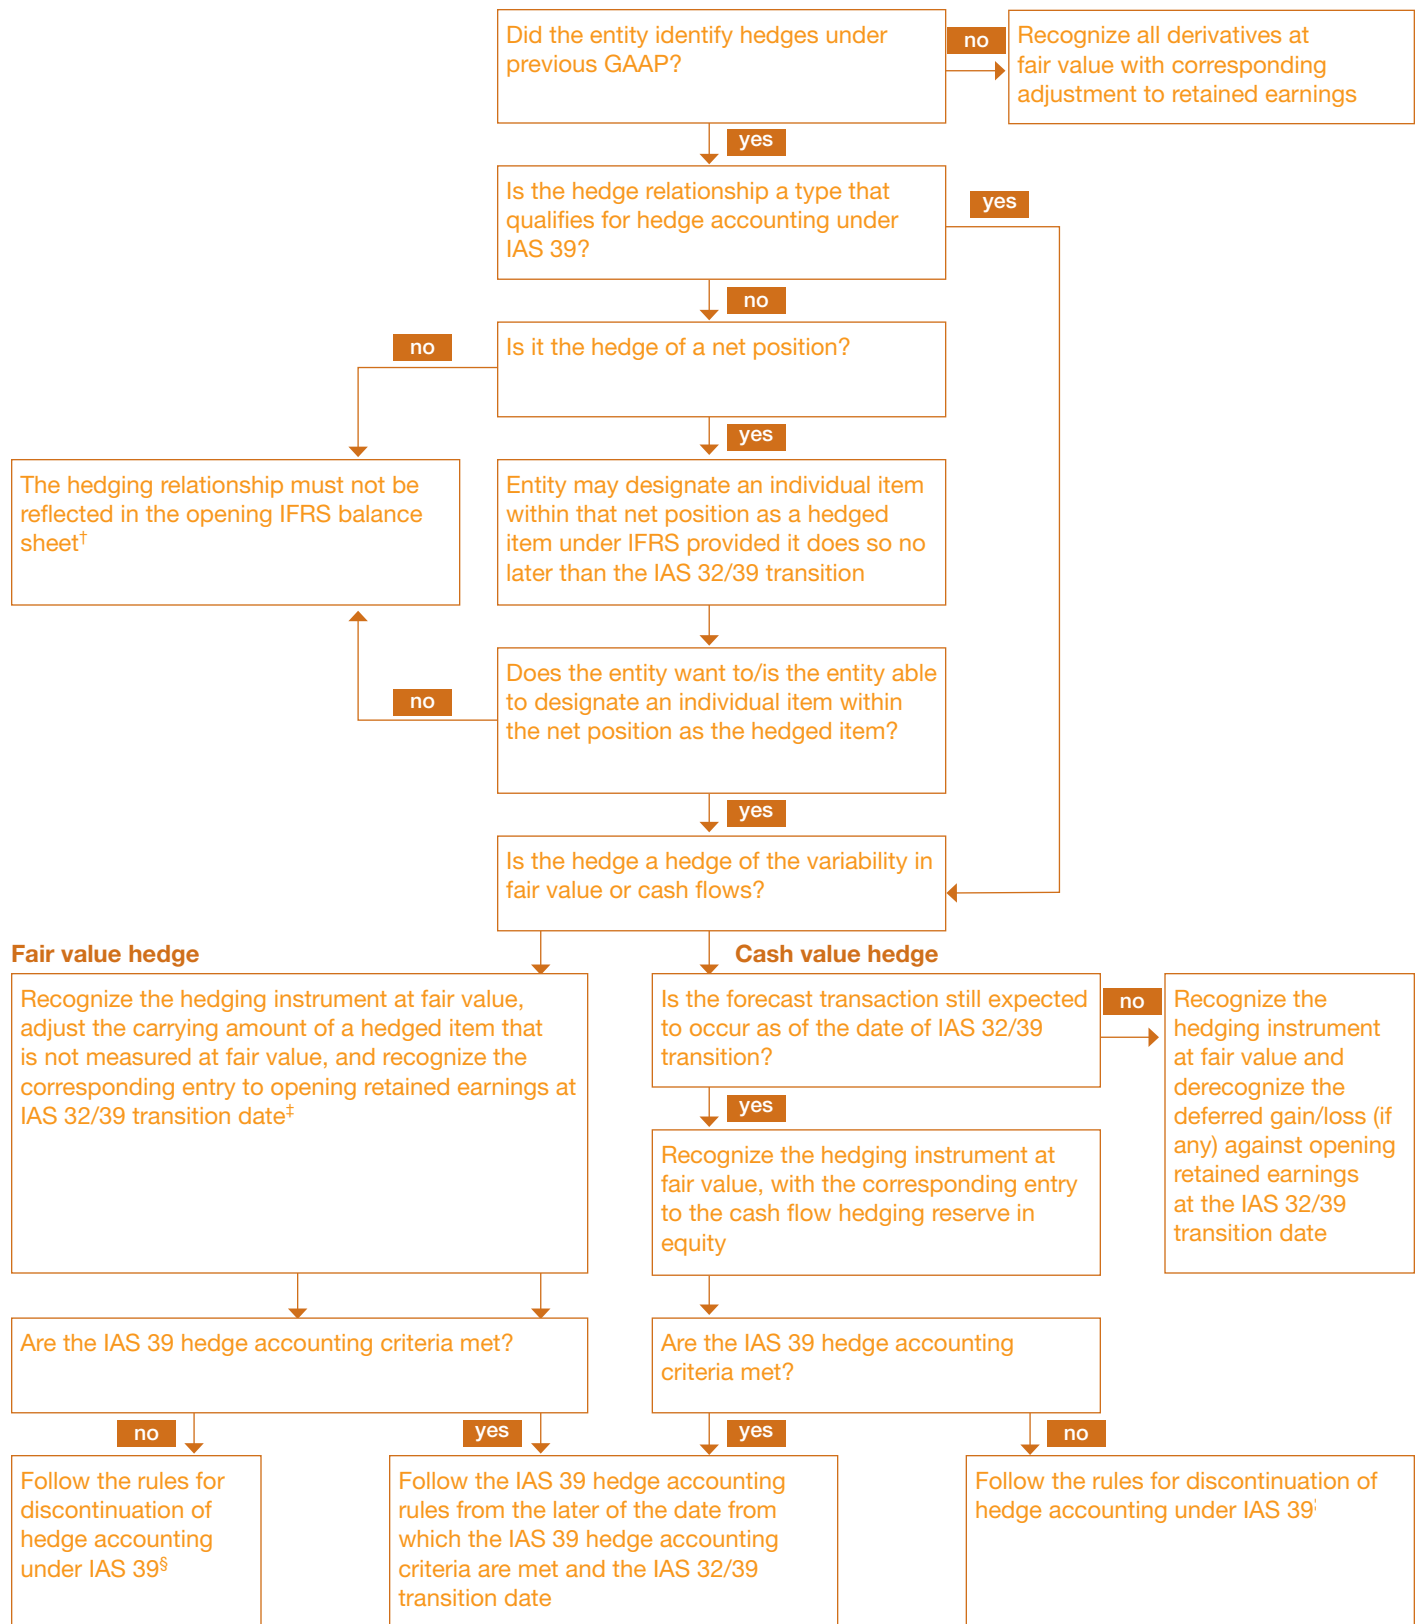 Did the entity identify hedges under
previous GAAP?
no
Recognize all derivatives at
fair value with corresponding
adjustment to retained earnings
yes
Is the hedge relationship a type that
qualifies for hedge accounting under
IAS 39?
yes
no
Is it the hedge of a net position?
no
yes
The hedging relationship must not be
reflected in the opening IFRS balance
sheet†
Entity may designate an individual item
within that net position as a hedged
item under IFRS provided it does so no
later than the IAS 32/39 transition
Does the entity want to/is the entity able
to designate an individual item within
the net position as the hedged item?
no
yes
Is the hedge a hedge of the variability in
fair value or cash flows?
Fair value hedge
Recognize the hedging instrument at fair value,
adjust the carrying amount of a hedged item that
is not measured at fair value, and recognize the
corresponding entry to opening retained earnings at
IAS 32/39 transition date‡
Cash value hedge
Is the forecast transaction still expected
to occur as of the date of IAS 32/39
transition?
no
Recognize the
hedging instrument
at fair value and
derecognize the
deferred gain/loss (if
any) against opening
retained earnings
at the IAS 32/39
transition date
yes
Recognize the hedging instrument at
fair value, with the corresponding entry
to the cash flow hedging reserve in
equity
Are the IAS 39 hedge accounting criteria met?
Are the IAS 39 hedge accounting
criteria met?
no
yes
yes
no
Follow the rules for
discontinuation of
hedge accounting
under IAS 39§
Follow the IAS 39 hedge accounting
rules from the later of the date from
which the IAS 39 hedge accounting
criteria are met and the IAS 32/39
transition date
Follow the rules for discontinuation of
hedge accounting under IAS 39